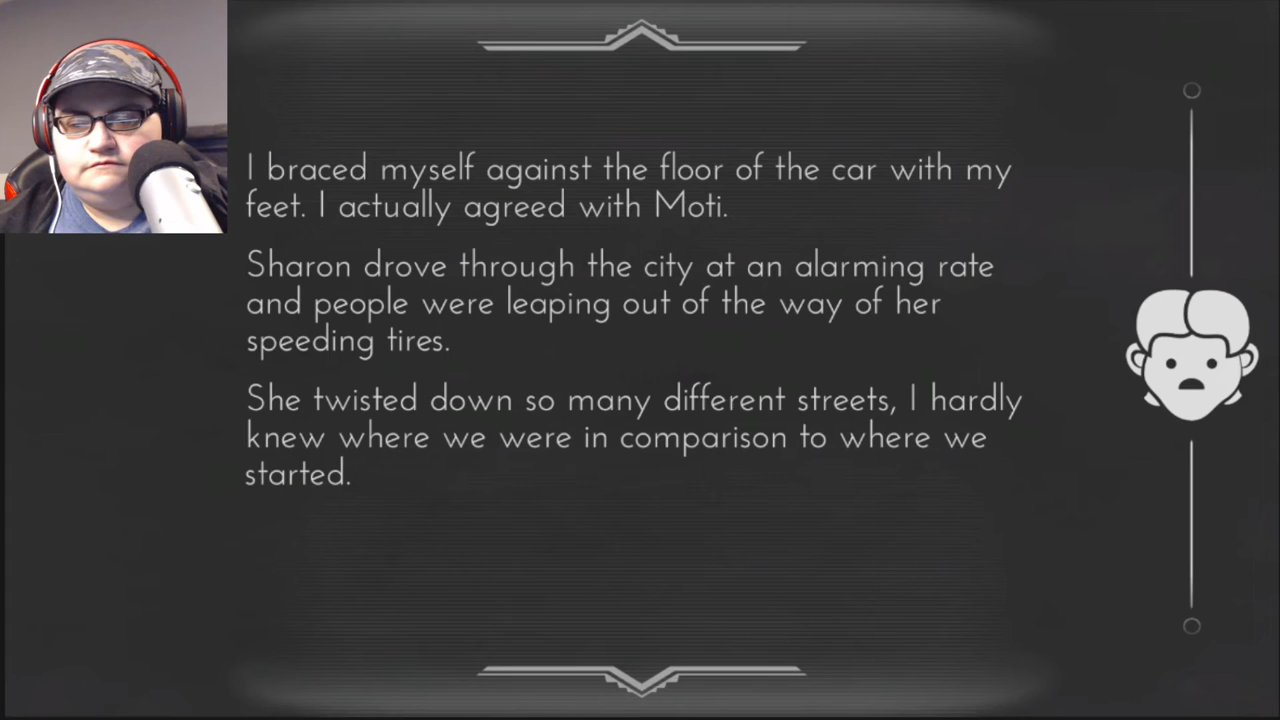 I braced myself against the floor of the car with my
feet. I actually agreed with Moti.
Sharon drove through the city at an alarming rate
and people were leaping out of the way of her
speeding tires.
She twisted down so many different streets, I hardly
knew where we were in comparison to where we
started.